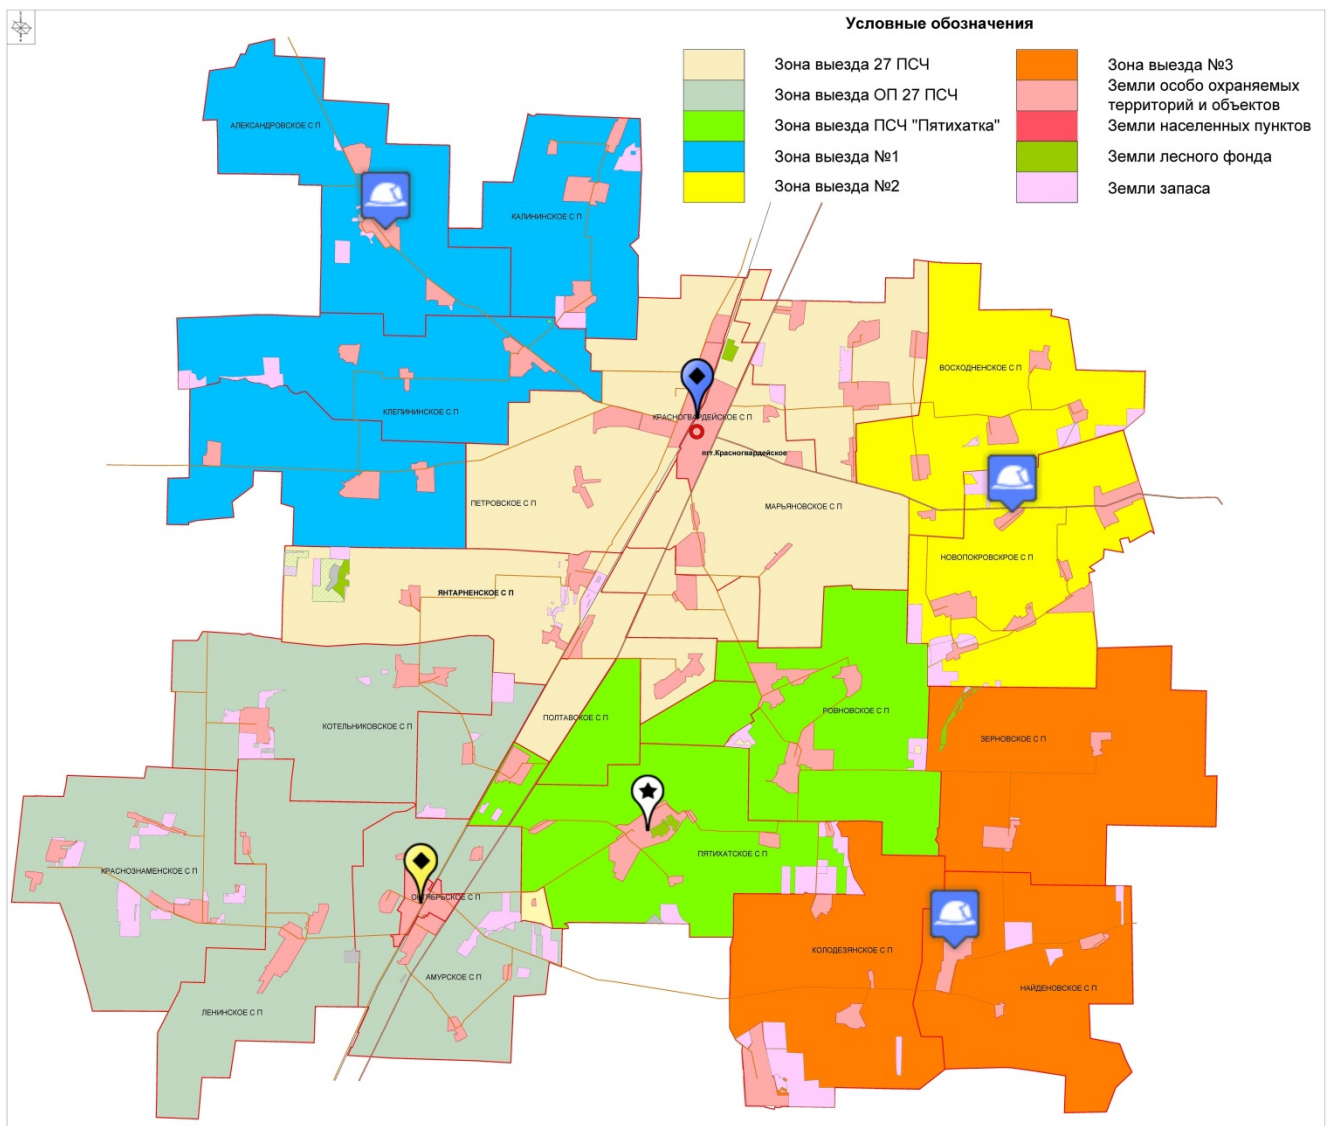 Условные обозначения
Зона выезда 27 ПСЧ
Зона выезда ОП 27 ПСЧ
Зона выезда ПСЧ "Пятихатка"
Зона выезда №1
Зона выезда №2
Зона выезда №3
Земли особо охраняемых
территорий и объектов
Земли населенных пунктов
Земли лесного фонда
Земли запаса
АЛЕКСАНДРОВСКОЕ С П
КАЛИНИНСКОЕ С П
ВОСХОДНЕНСКОЕ С П
КЛЕПИНИНСКОЕ С П
КРАСНОГВАРДЕЙСКОЕ С П
пгт.Красногвардейское
ПЕТРОВСКОЕ С П
МАРЬЯНОВСКОЕ С П
НОВОПОКРОВСКРОЕ С П
ЯНТАРНЕНСКОЕ С П
КОТЕЛЬНИКОВСКОЕ С П
ПОЛТАВСКОЕ С П
РОВНОВСКОЕ С П
ЗЕРНОВСКОЕ С П
ПЯТИХАТСКОЕ С П
КРАСНОЗНАМЕНСКОЕ С П
ОКТЯБРЬСКОЕ С П
КОЛОДЕЗЯНСКОЕ С П
АМУРСКОЕ С П
НАЙДЕНОВСКОЕ С П
ЛЕНИНСКОЕ С П